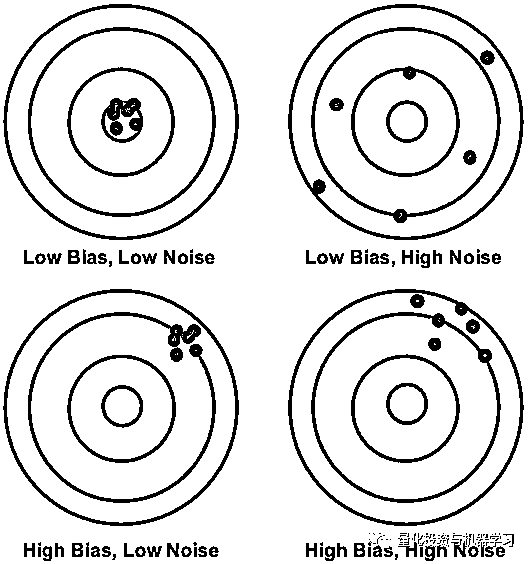 Low Bias, Low Noise
Low Bias, High Noise
High Bias, Low Noise
High Bias, High Noise
量化投资与机器学习